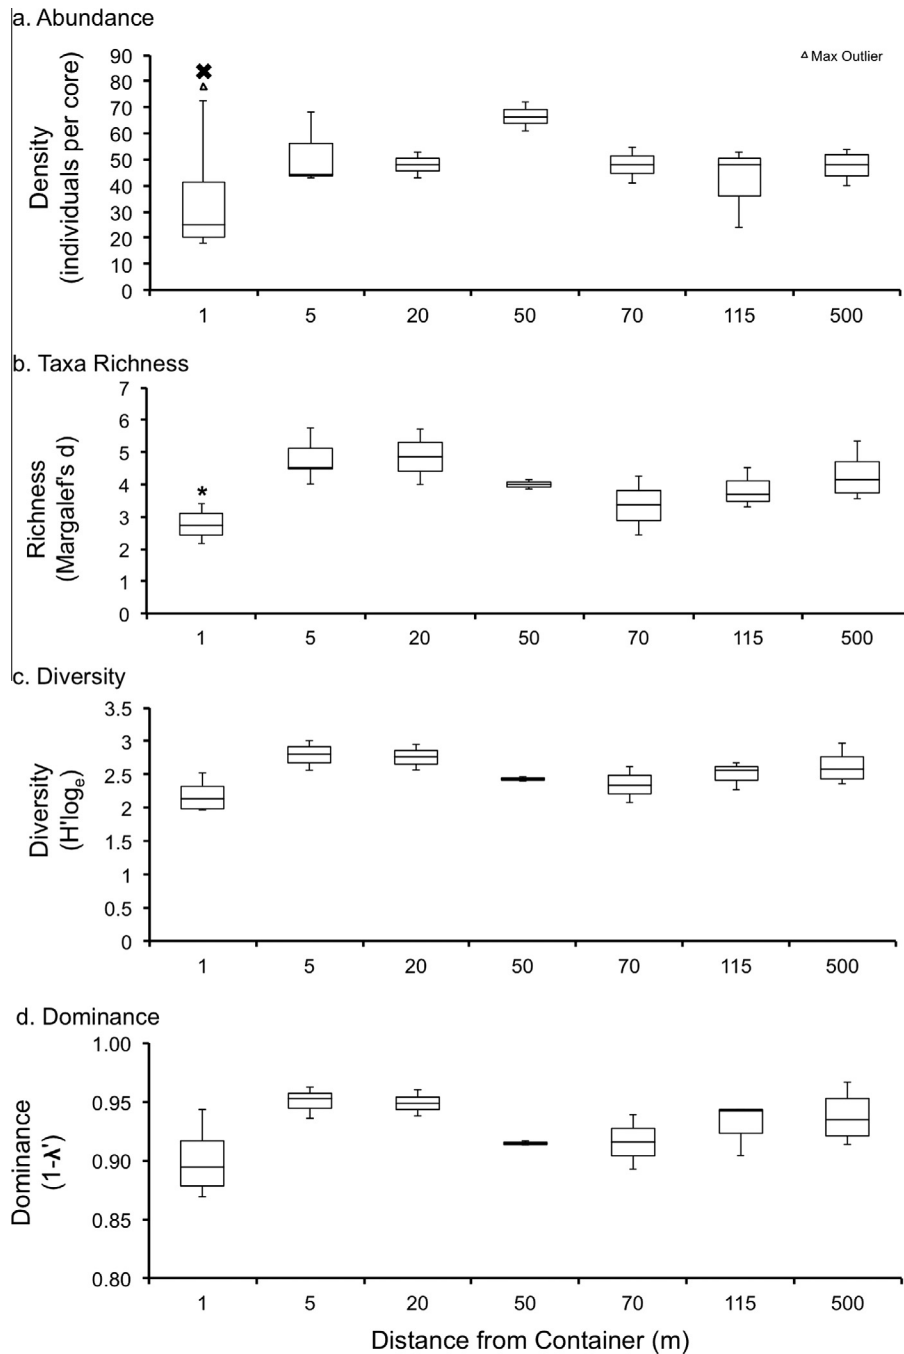 a. Abundance
Density
(individuals per core)
90
80
70
60
50
40
30
20
10
0
✖
Max Outlier
1 5 20 50 70 115 500
b. Taxa Richness
Richness
(Margalef's d)
7
6
5
4
3
2
1
0
*
1 5 20 50 70 115 500
c. Diversity
Diversity
(H'logₑ)
3.5
3
2.5
2
1.5
1
0.5
0
1 5 20 50 70 115 500
d. Dominance
Dominance
(1-λ')
1.00
0.95
0.90
0.85
0.80
1 5 20 50 70 115 500
Distance from Container (m)